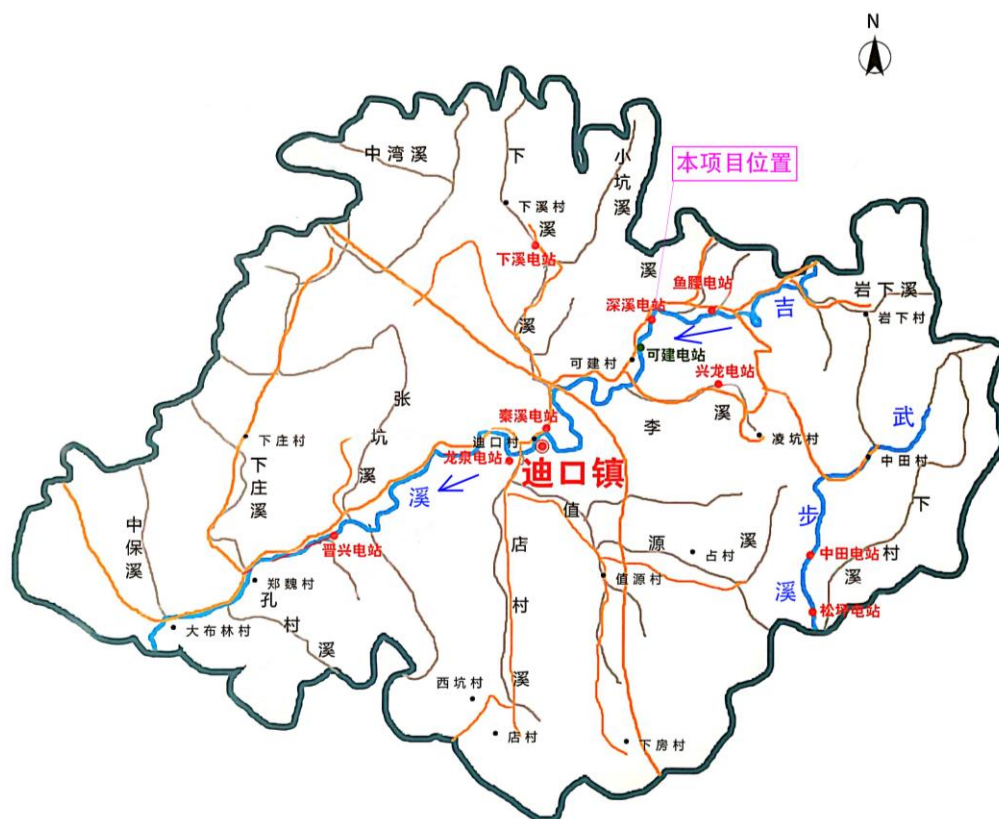 N
中湾溪
下
小坑溪
本项目位置
下溪村
溪
下溪电站
溪
鱼腰电站
岩下溪
深溪电站
吉
岩下村
溪
可建电站
可建村
兴龙电站
张
坑
溪
李
溪
武
秦溪电站
凌坑村
下庄村
迪口村
龙泉电站
迪口镇
中田村
下
庄
溪
溪
值
步
下
中
保
溪
店
源
溪
占村
村
晋兴电站
中田电站
郑魏村
村
值源村
溪
孔
溪
松坪电站
大布林村
村
溪
溪
西坑村
店村
下房村